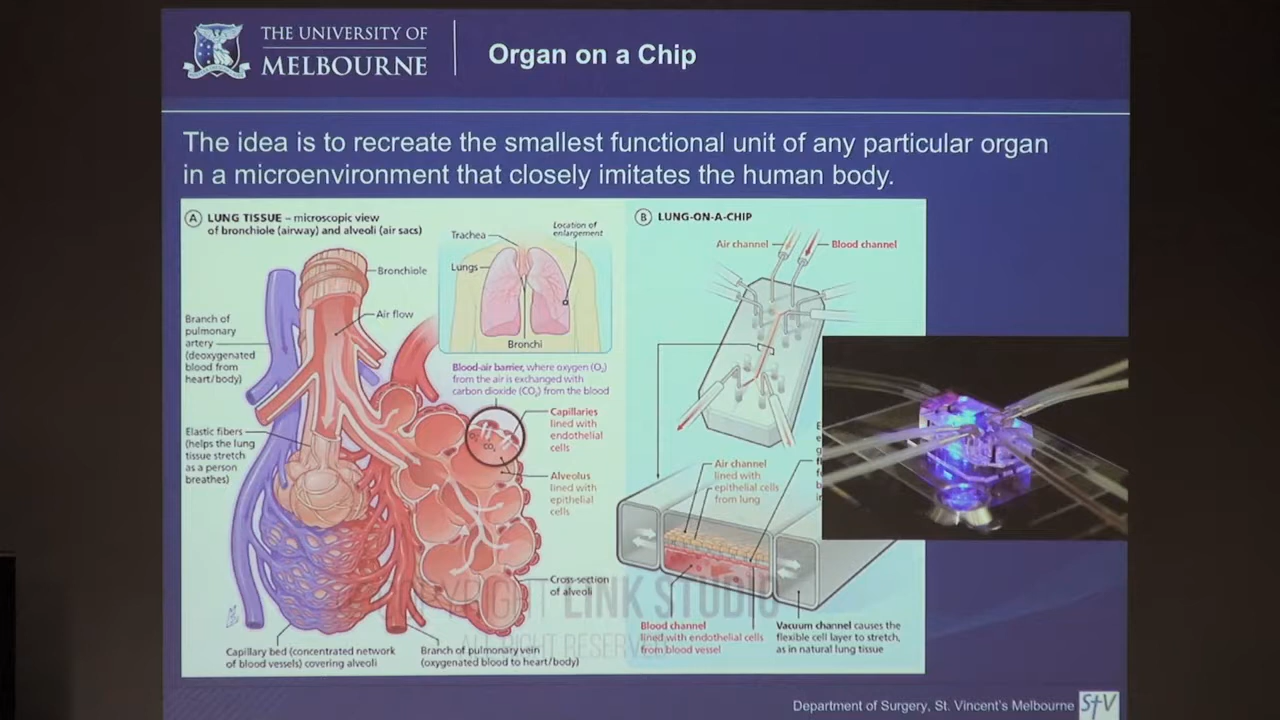 THE UNIVERSITY OF
MELBOURNE
Organ on a Chip
The idea is to recreate the smallest functional unit of any particular organ
in a microenvironment that closely imitates the human body.
A LUNG TISSUE – microscopic view
of bronchiole (airway) and alveoli (air sacs)
Trachea
Location of
enlargement
Lungs
Bronchi
Bronchiole
Air flow
Branch of
pulmonary
artery
(deoxygenated
blood from
heart/body)
Blood-air barrier, where oxygen (O₂)
from the air is exchanged with
carbon dioxide (CO₂) from the blood
Elastic fibers
(helps the lung
tissue stretch
as a person
breathes)
O₂
CO₂
Capillaries
lined with
endothelial
cells
Alveolus
lined with
epithelial
cells
Cross-section
of alveoli
Capillary bed (concentrated network
of blood vessels) covering alveoli
Branch of pulmonary vein
(oxygenated blood to heart/body)
B LUNG-ON-A-CHIP
Air channel
Blood channel
Air channel
lined with
epithelial cells
from lung
Blood channel
lined with endothelial cells
from blood vessel
Vacuum channel causes the
flexible cell layer to stretch,
as in natural lung tissue
COPYRIGHT LINK STUDIO
ALL RIGHT RESERVED
Department of Surgery, St. Vincent's Melbourne
StV